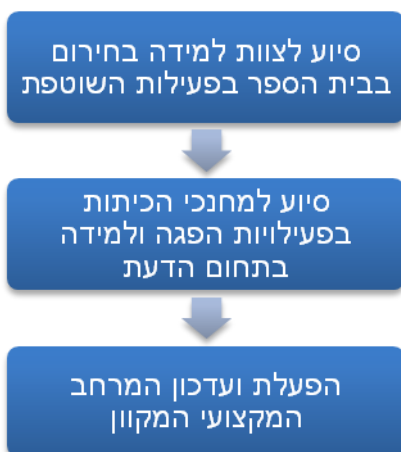 סיוע לצוות למידה בחירום
בבית הספר בפעילות השוטפת
סיוע למחנכי הכיתות
בפעילויות הפגה ולמידה
בתחום הדעת
הפעלת ועדכון המרחב
המקצועי המקוון